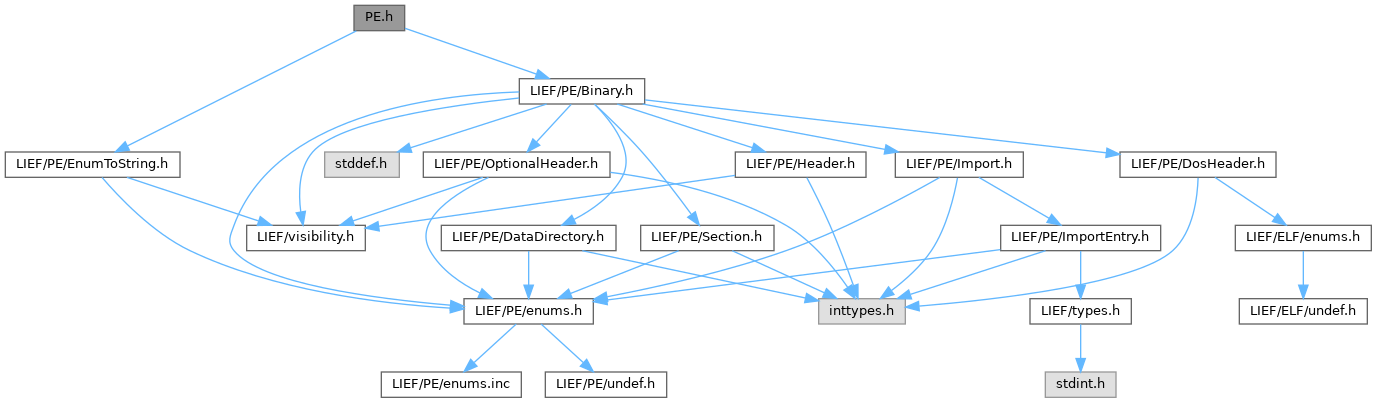 PE.h
LIEF/PE/Binary.h
LIEF/PE/EnumToString.h
stddef.h
LIEF/PE/OptionalHeader.h
LIEF/PE/Header.h
LIEF/PE/Import.h
LIEF/PE/DosHeader.h
LIEF/visibility.h
LIEF/PE/DataDirectory.h
LIEF/PE/Section.h
LIEF/PE/ImportEntry.h
LIEF/ELF/enums.h
LIEF/PE/enums.h
inttypes.h
LIEF/types.h
LIEF/ELF/undef.h
LIEF/PE/enums.inc
LIEF/PE/undef.h
stdint.h